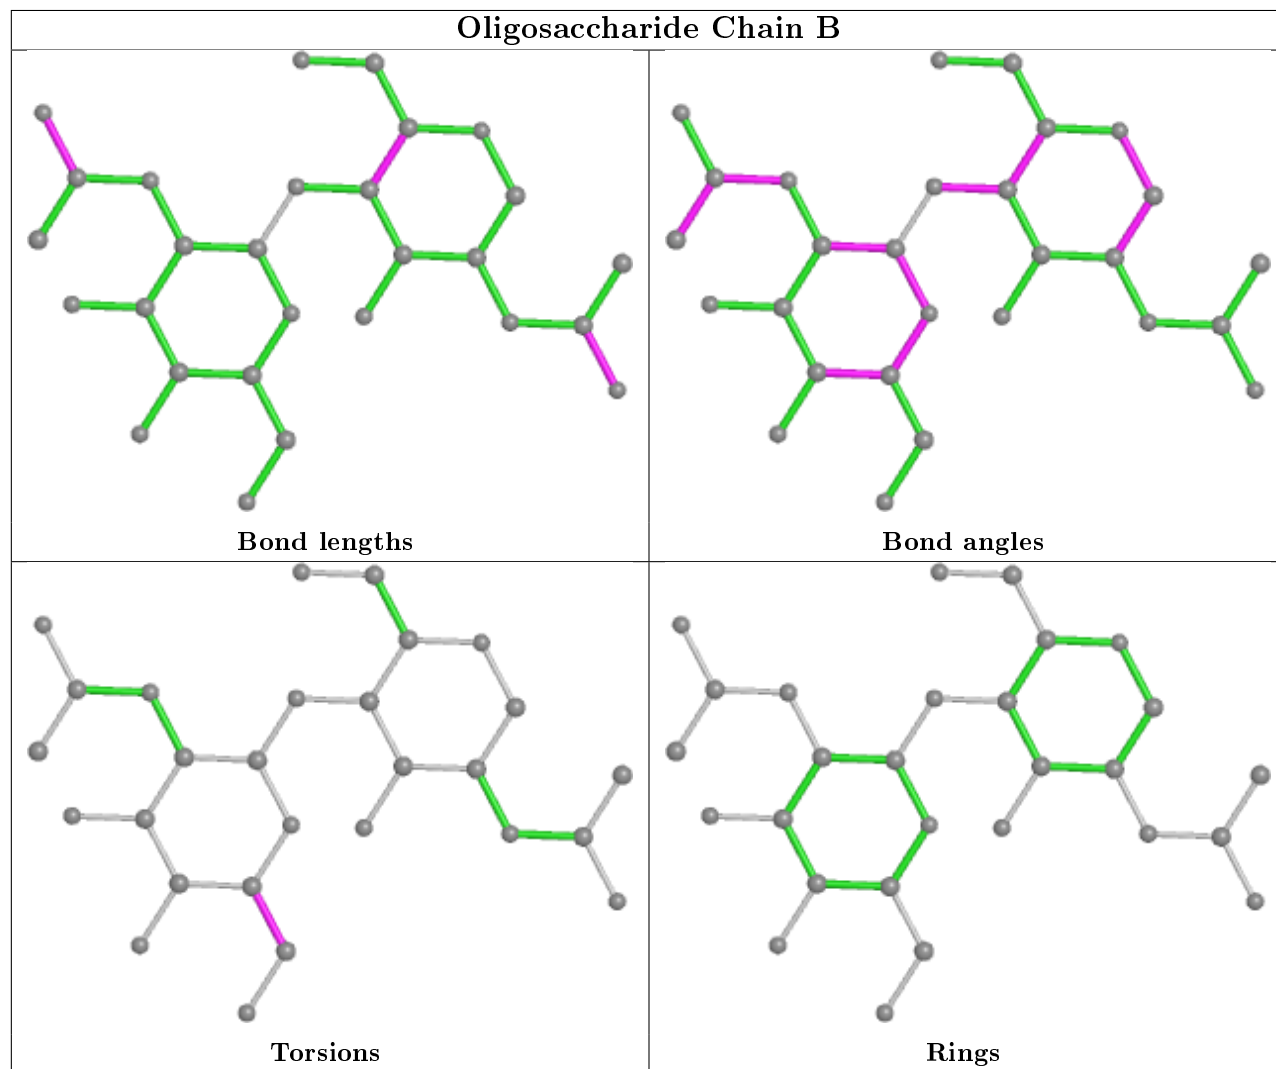 Oligosaccharide Chain B
Bond lengths
Bond angles
Torsions
Rings